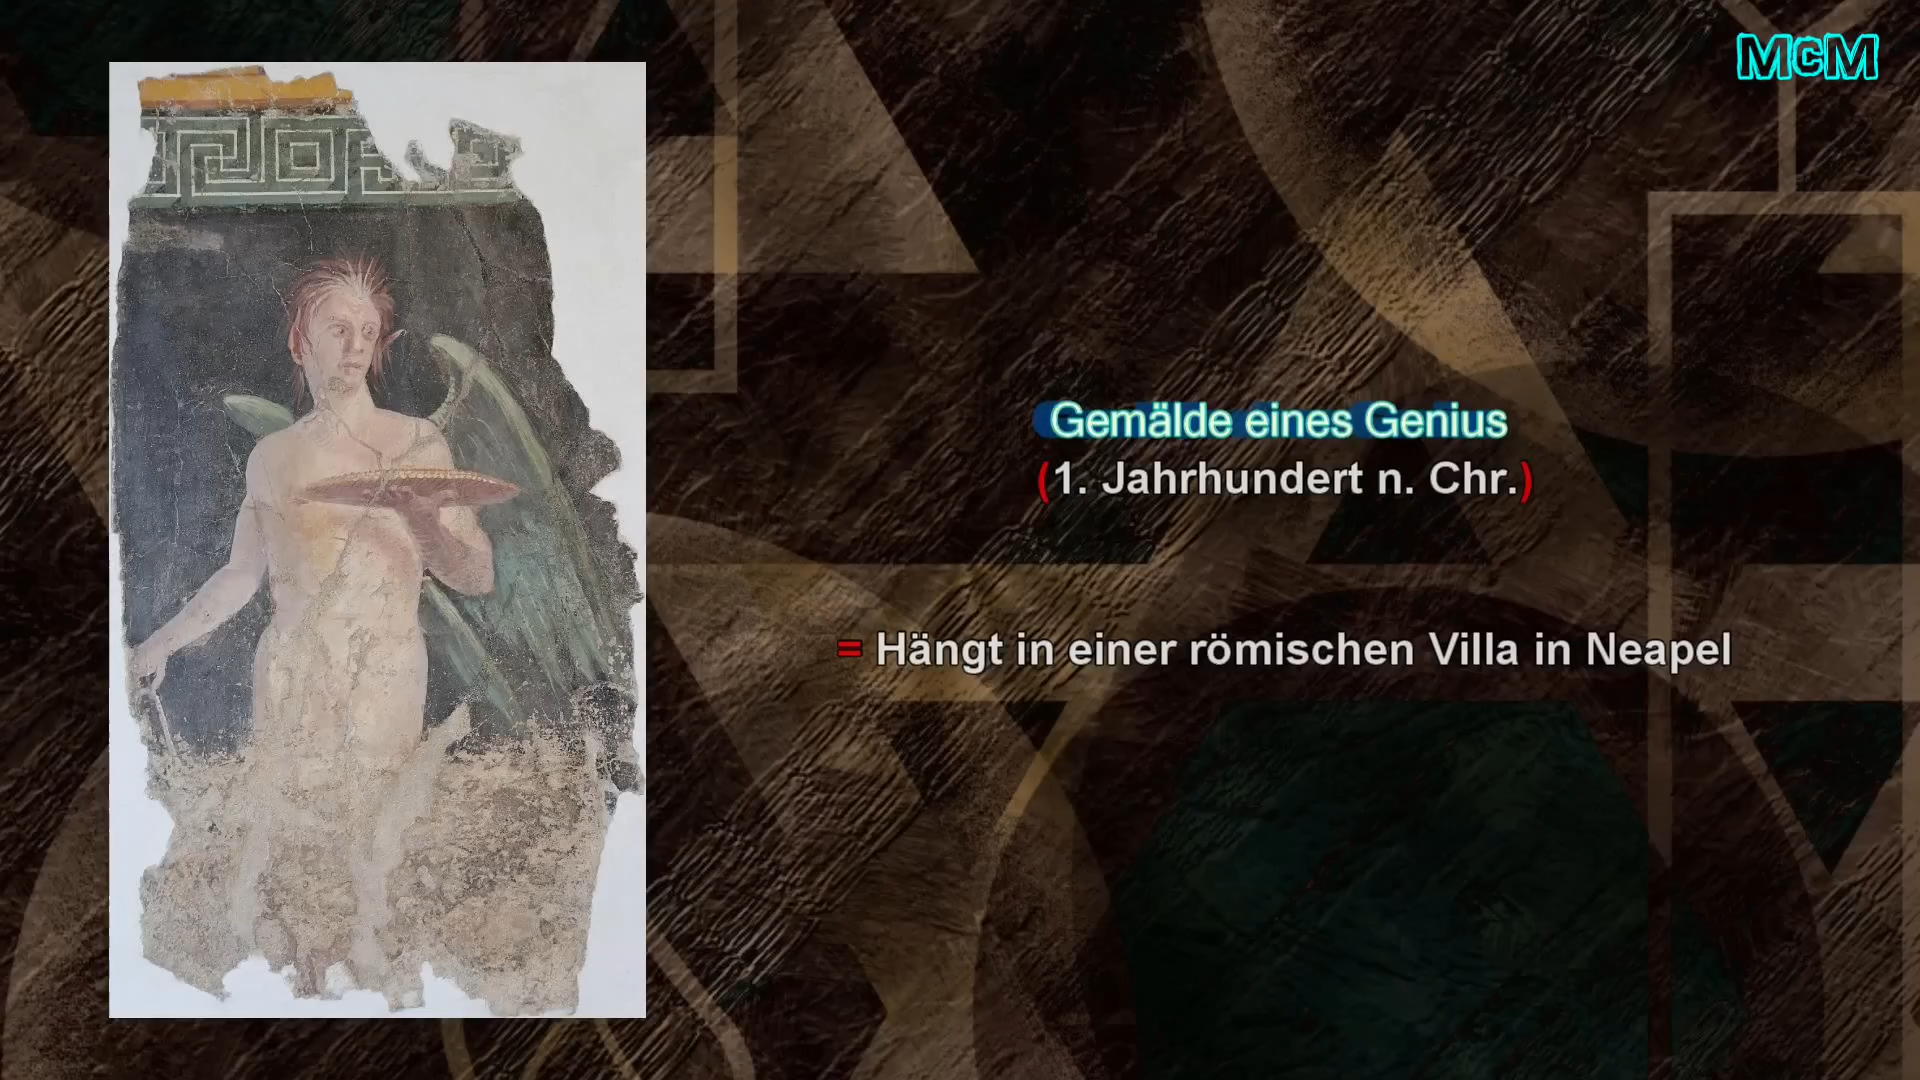 McM
Gemälde eines Genius
(1. Jahrhundert n. Chr.)
= Hängt in einer römischen Villa in Neapel